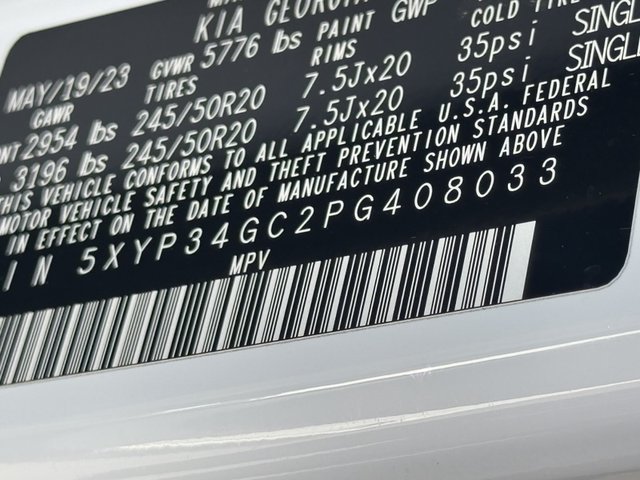 KIA GEORGIA
MAY/19/23 GVWR 5776 lbs PAINT GWP COLD
GAWR TIRES RIMS
2954 lbs 245/50R20 7.5Jx20 35psi SINGLE
3196 lbs 245/50R20 7.5Jx20 35psi SINGLE
THIS VEHICLE CONFORMS TO ALL APPLICABLE U.S.A. FEDERAL
MOTOR VEHICLE SAFETY AND THEFT PREVENTION STANDARDS
IN EFFECT ON THE DATE OF MANUFACTURE SHOWN ABOVE
IN 5XYP34GC2PG408033
MPV